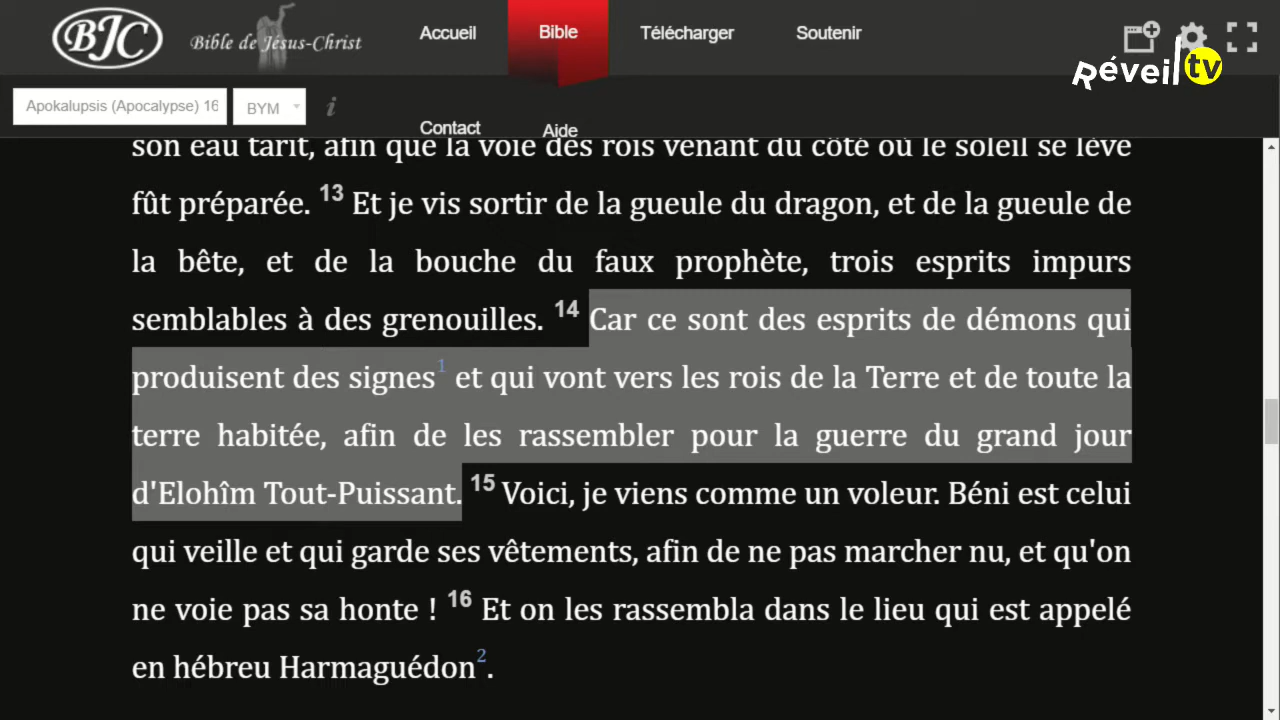 BJC
Bible de Jésus-Christ
Accueil
Bible
Télécharger
Soutenir
Réveil tv
Apokalupsis (Apocalypse) 16
BYM
i
Contact
Aide
son eau tarit, afin que la voie des rois venant du côté où le soleil se lève
fût préparée. 13 Et je vis sortir de la gueule du dragon, et de la gueule de
la bête, et de la bouche du faux prophète, trois esprits impurs
semblables à des grenouilles. 14 Car ce sont des esprits de démons qui
produisent des signes1 et qui vont vers les rois de la Terre et de toute la
terre habitée, afin de les rassembler pour la guerre du grand jour
d'Elohîm Tout-Puissant. 15 Voici, je viens comme un voleur. Béni est celui
qui veille et qui garde ses vêtements, afin de ne pas marcher nu, et qu'on
ne voie pas sa honte ! 16 Et on les rassembla dans le lieu qui est appelé
en hébreu Harmaguédon2.